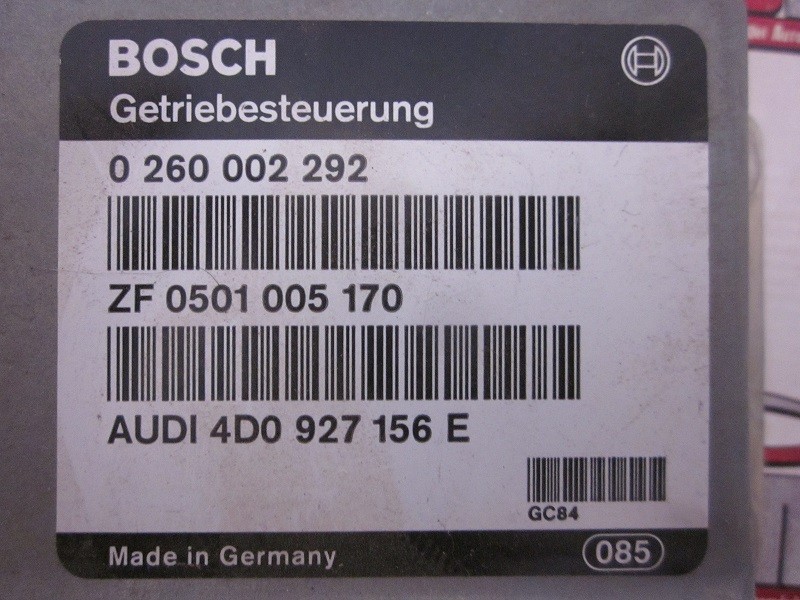 BOSCH
Getriebesteuerung
0 260 002 292
ZF 0501 005 170
AUDI 4D0 927 156 E
GC84
Made in Germany
085